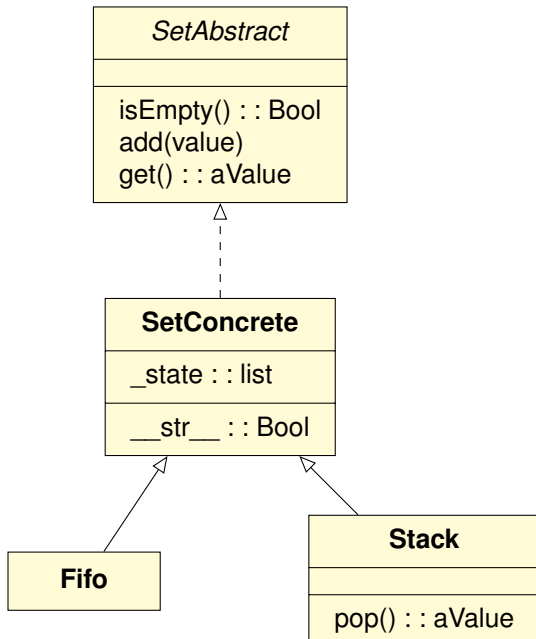 SetAbstract
isEmpty() : : Bool
add(value)
get() : : aValue
SetConcrete
_state : : list
__str__ : : Bool
Fifo
Stack
pop() : : aValue